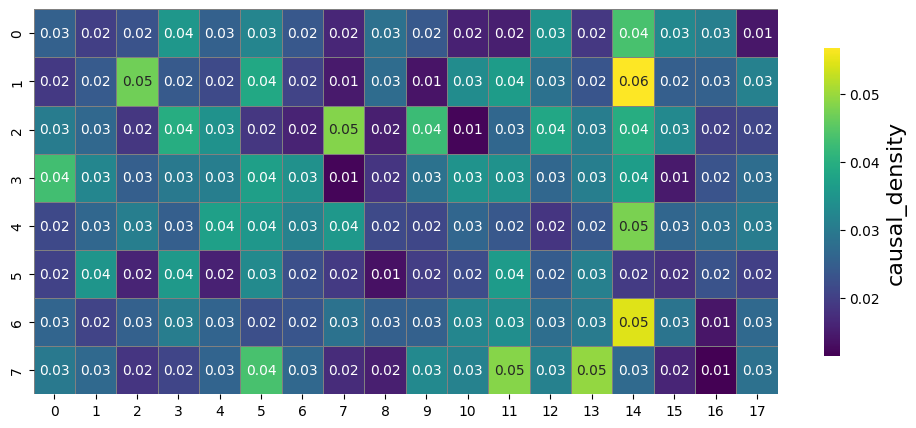 0 0.03 0.02 0.02 0.04 0.03 0.03 0.02 0.02 0.03 0.02 0.02 0.02 0.03 0.02 0.04 0.03 0.03 0.01
1 0.02 0.02 0.05 0.02 0.02 0.04 0.02 0.01 0.03 0.01 0.03 0.04 0.03 0.02 0.06 0.02 0.03 0.03
2 0.03 0.03 0.02 0.04 0.03 0.02 0.02 0.05 0.02 0.04 0.01 0.03 0.04 0.03 0.04 0.03 0.02 0.02
3 0.04 0.03 0.03 0.03 0.03 0.04 0.03 0.01 0.02 0.03 0.03 0.03 0.03 0.03 0.04 0.01 0.02 0.03
4 0.02 0.03 0.03 0.03 0.04 0.04 0.03 0.04 0.02 0.02 0.03 0.02 0.02 0.02 0.05 0.03 0.03 0.03
5 0.02 0.04 0.02 0.04 0.02 0.03 0.02 0.02 0.01 0.02 0.02 0.04 0.02 0.03 0.02 0.02 0.02 0.02
6 0.03 0.02 0.03 0.03 0.03 0.02 0.02 0.03 0.03 0.03 0.03 0.03 0.03 0.03 0.05 0.03 0.01 0.03
7 0.03 0.03 0.02 0.02 0.03 0.04 0.03 0.02 0.02 0.03 0.03 0.05 0.03 0.05 0.03 0.02 0.01 0.03
0 1 2 3 4 5 6 7 8 9 10 11 12 13 14 15 16 17
0.05
0.04
0.03
0.02
causal_density